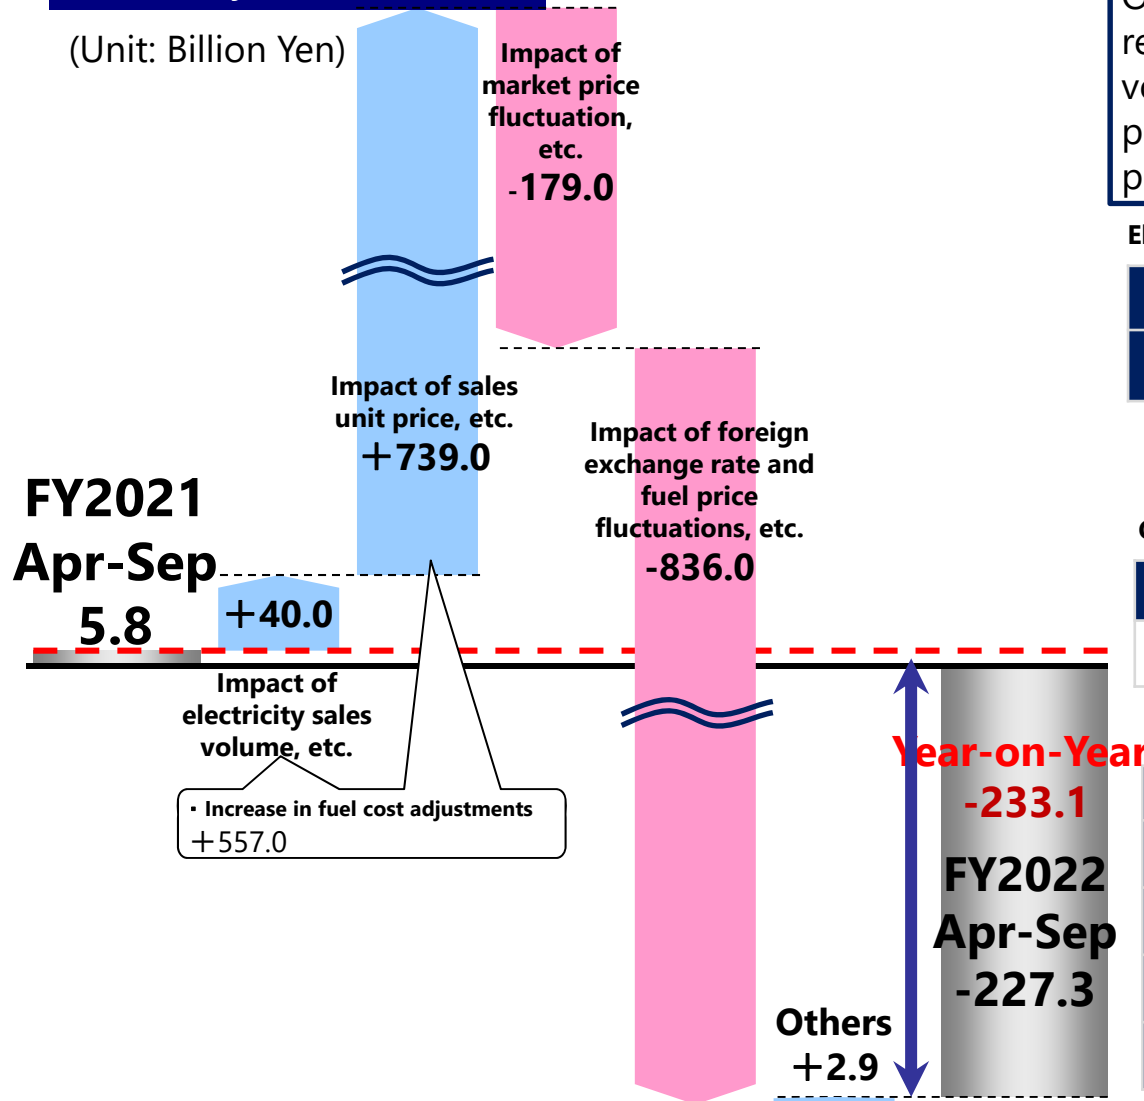 (Unit: Billion Yen)
Impact of
market price
fluctuation,
etc.
-179.0
Impact of sales
unit price, etc.
＋739.0
Impact of foreign
exchange rate and
fuel price
fluctuations, etc.
-836.0
FY2021
Apr-Sep
5.8
＋40.0
Impact of
electricity sales
volume, etc.
・Increase in fuel cost adjustments
＋557.0
Year-on-Year
-233.1
FY2022
Apr-Sep
-227.3
Others
＋2.9
re
v
p
p